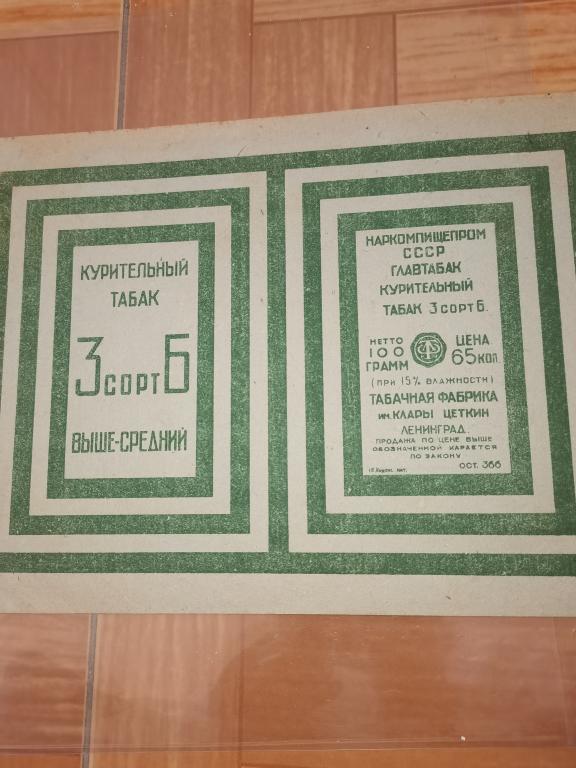 КУРИТЕЛЬНЫЙ
ТАБАК
3 СОРТ Б
ВЫШЕ-СРЕДНИЙ
НАРКОМПИЩЕПРОМ
СССР
ГЛАВТАБАК
КУРИТЕЛЬНЫЙ
ТАБАК 3 СОРТ Б.
НЕТТО
100
ГРАММ
ЦЕНА
65 КОП.
(ПРИ 15% ВЛАЖНОСТИ)
ТАБАЧНАЯ ФАБРИКА
ИМ. КЛАРЫ ЦЕТКИН
ЛЕНИНГРАД.
ПРОДАЖА ПО ЦЕНЕ ВЫШЕ
ОБОЗНАЧЕННОЙ КАРАЕТСЯ
ПО ЗАКОНУ
ОСТ. 366